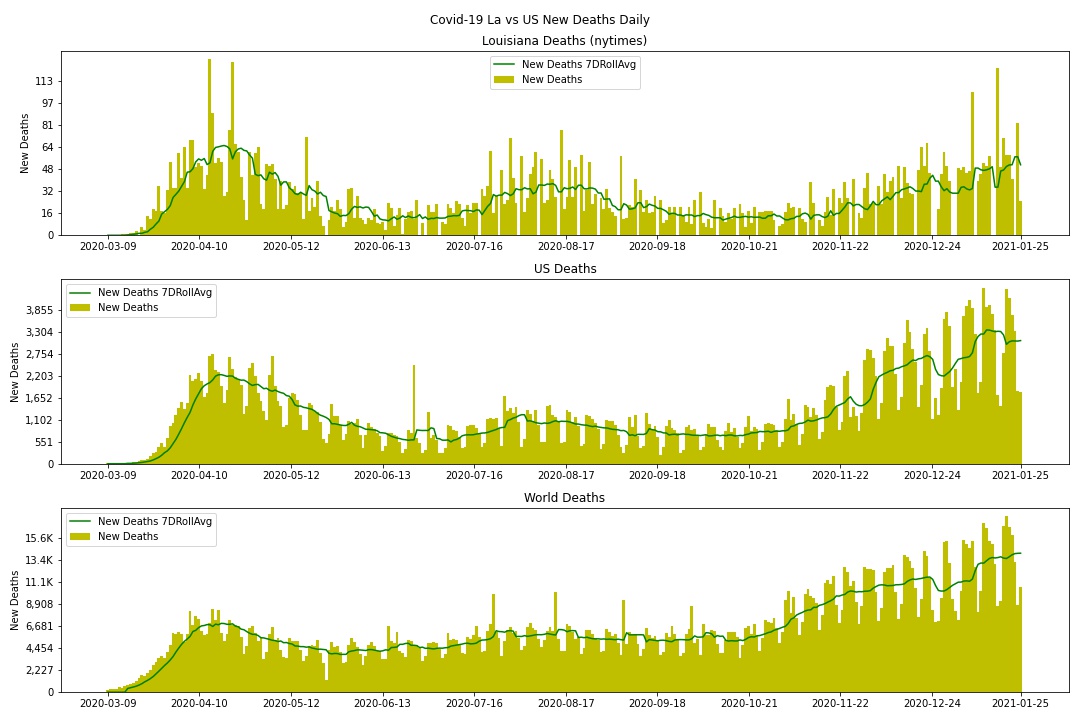 Covid-19 La vs US New Deaths Daily
Louisiana Deaths (nytimes)
New Deaths 7DRollAvg
New Deaths
New Deaths
113
97
81
64
48
32
16
0
2020-03-09 2020-04-10 2020-05-12 2020-06-13 2020-07-16 2020-08-17 2020-09-18 2020-10-21 2020-11-22 2020-12-24 2021-01-25
US Deaths
New Deaths 7DRollAvg
New Deaths
New Deaths
3,855
3,304
2,754
2,203
1,652
1,102
551
0
2020-03-09 2020-04-10 2020-05-12 2020-06-13 2020-07-16 2020-08-17 2020-09-18 2020-10-21 2020-11-22 2020-12-24 2021-01-25
World Deaths
New Deaths 7DRollAvg
New Deaths
New Deaths
15.6K
13.4K
11.1K
8,908
6,681
4,454
2,227
0
2020-03-09 2020-04-10 2020-05-12 2020-06-13 2020-07-16 2020-08-17 2020-09-18 2020-10-21 2020-11-22 2020-12-24 2021-01-25